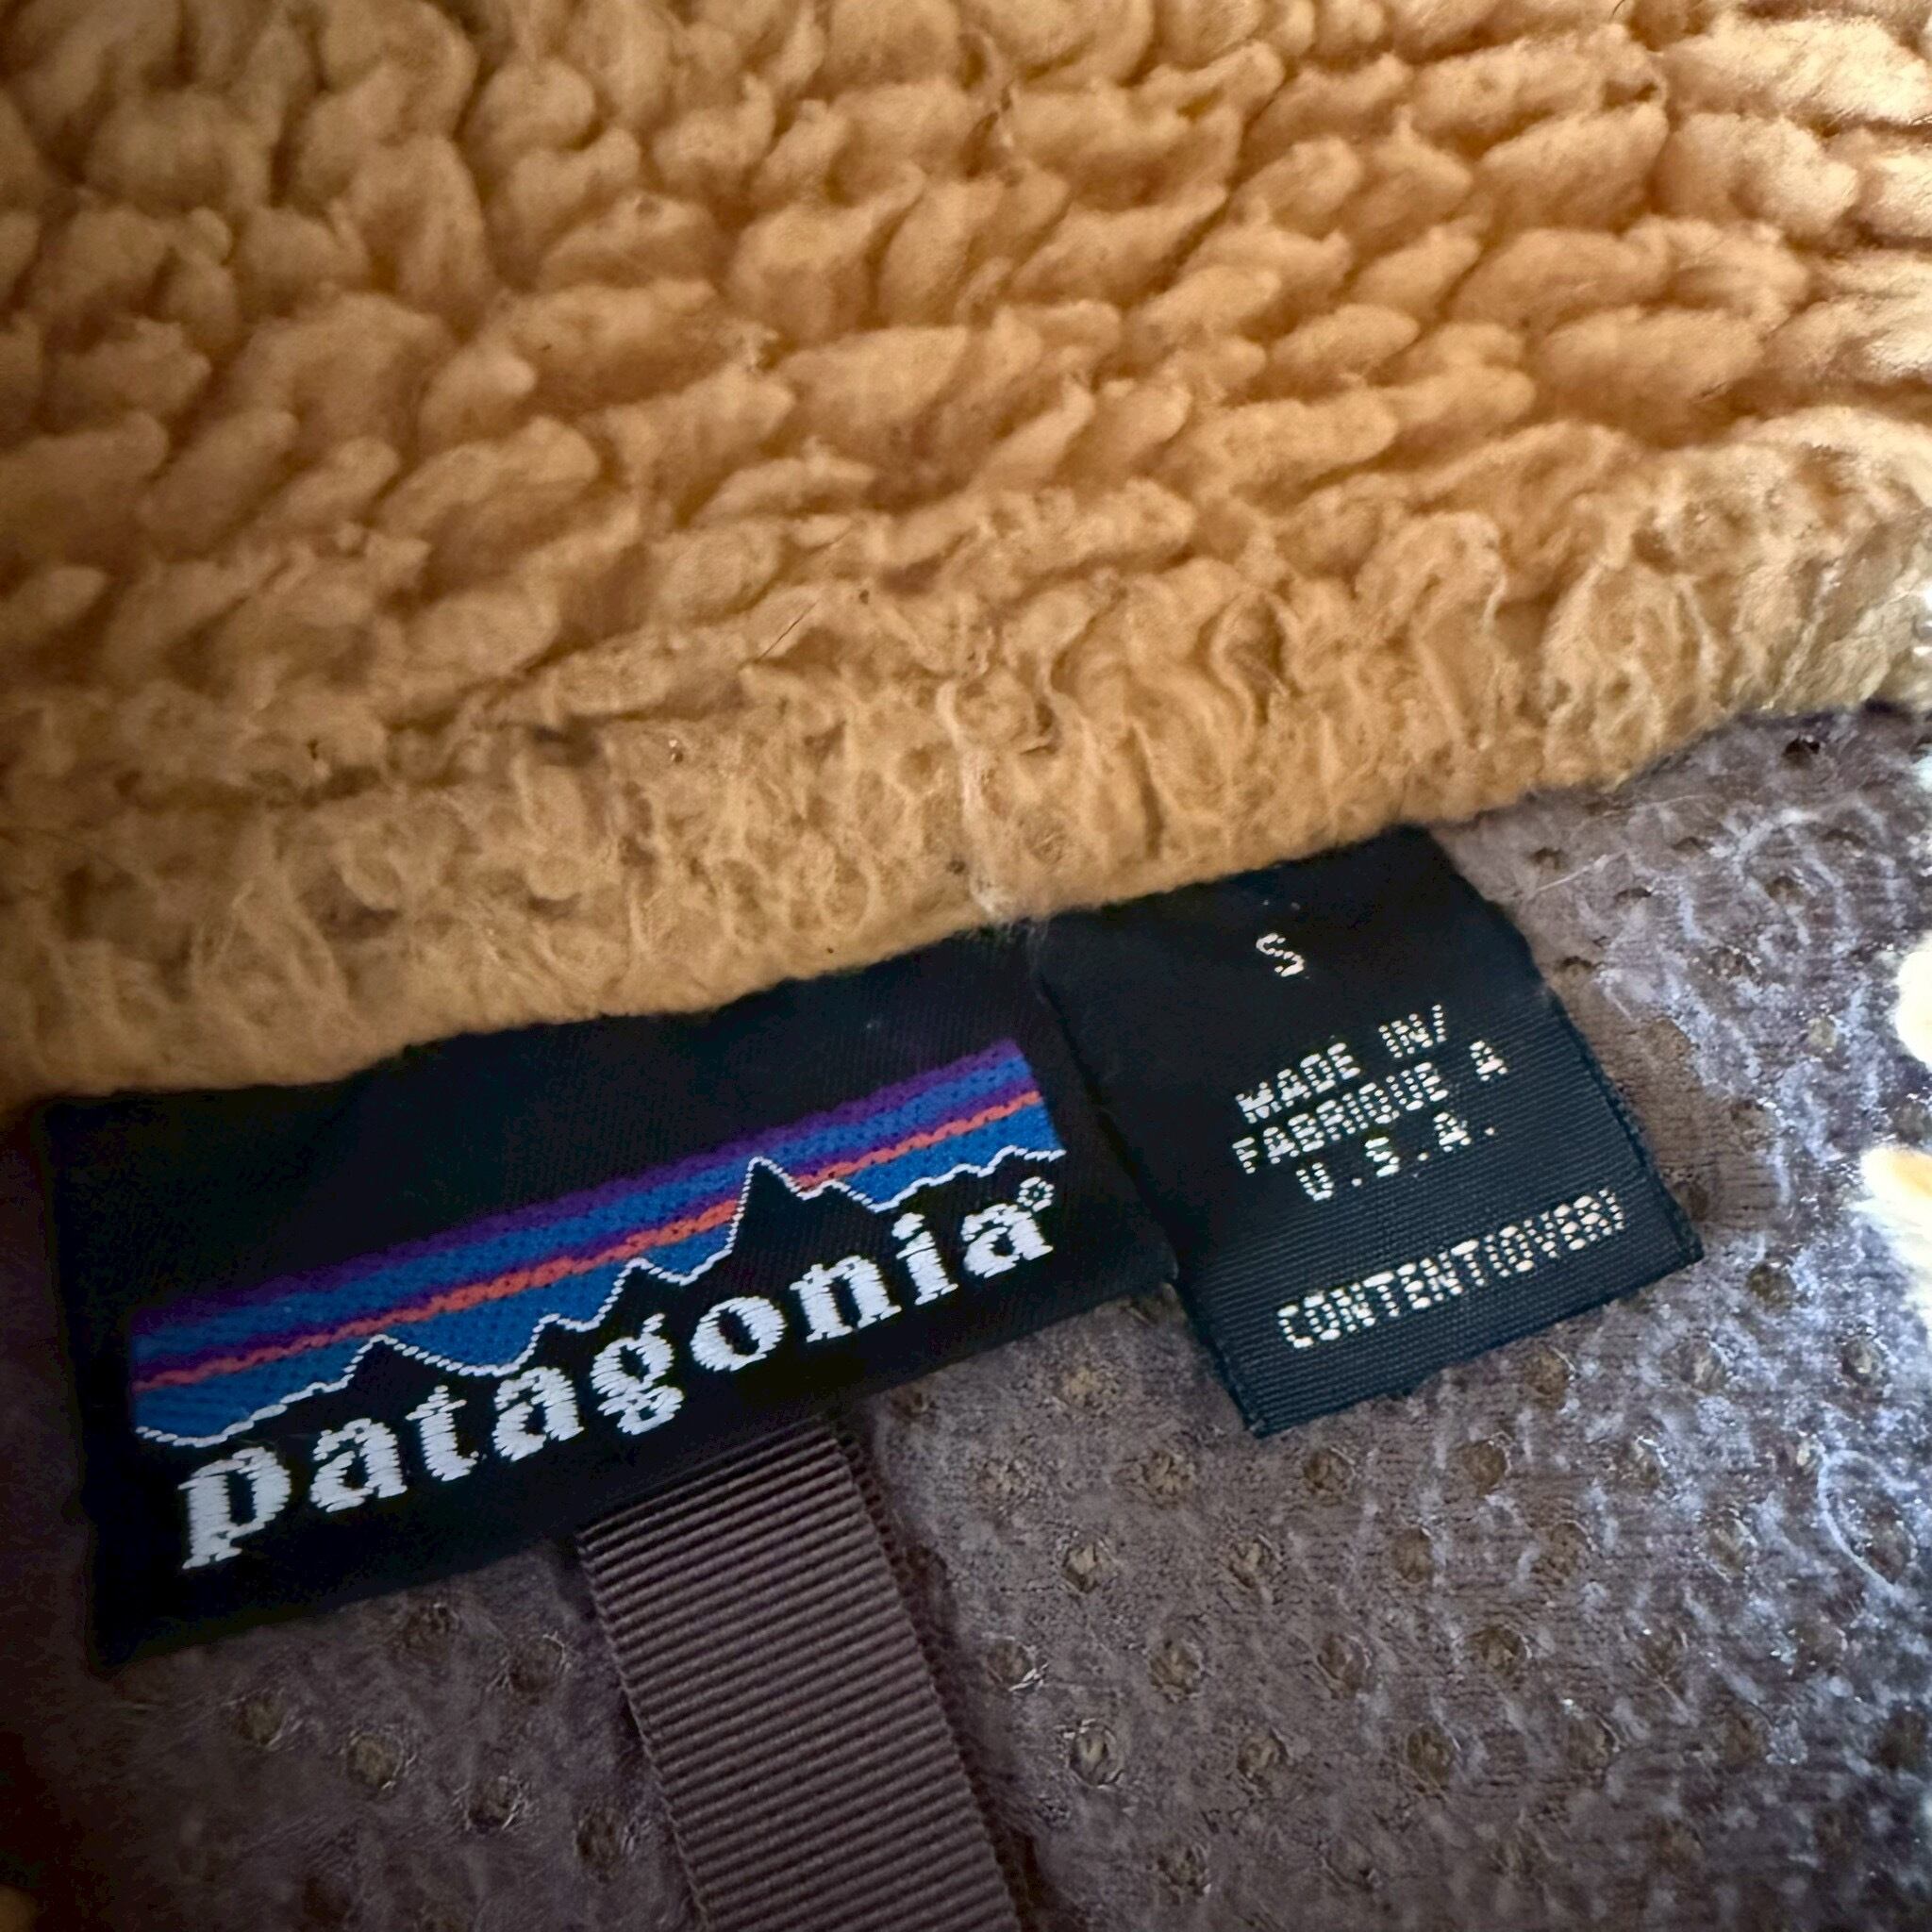 patagonia®
S
MADE IN/
FABRIQUE A
U.S.A.
CONTENT(OVER)